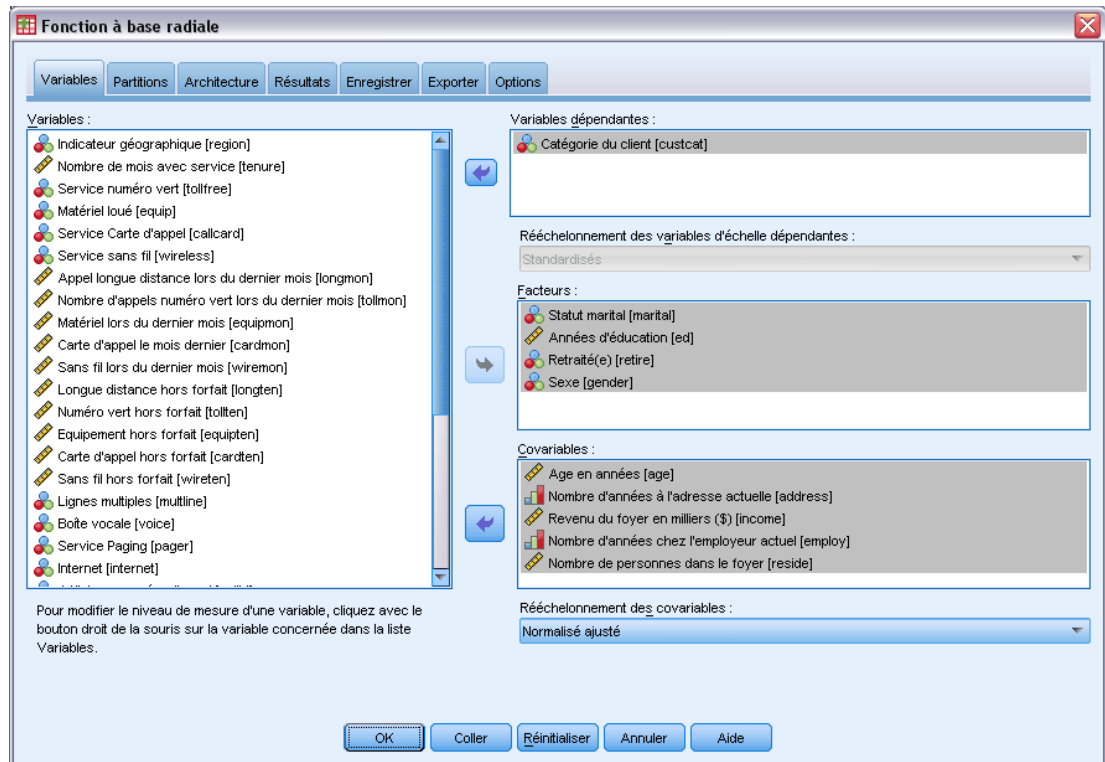 Fonction à base radiale
Variables
Partitions
Architecture
Résultats
Enregistrer
Exporter
Options
Variables :
Indicateur géographique [region]
Nombre de mois avec service [tenure]
Service numéro vert [tollfree]
Matériel loué [equip]
Service Carte d'appel [callcard]
Service sans fil [wireless]
Appel longue distance lors du dernier mois [longmon]
Nombre d'appels numéro vert lors du dernier mois [tollmon]
Matériel lors du dernier mois [equipmon]
Carte d'appel le mois dernier [cardmon]
Sans fil lors du dernier mois [wiremon]
Longue distance hors forfait [longten]
Numéro vert hors forfait [tollten]
Equipement hors forfait [equipten]
Carte d'appel hors forfait [cardten]
Sans fil hors forfait [wireten]
Lignes multiples [multline]
Boîte vocale [voice]
Service Paging [pager]
Internet [internet]
Pour modifier le niveau de mesure d'une variable, cliquez avec le
bouton droit de la souris sur la variable concernée dans la liste
Variables.
Variables dépendantes :
Catégorie du client [custcat]
Rééchelonnement des variables d'échelle dépendantes :
Standardisés
Facteurs :
Statut marital [marital]
Années d'éducation [ed]
Retraité(e) [retire]
Sexe [gender]
Covariables :
Age en années [age]
Nombre d'années à l'adresse actuelle [address]
Revenu du foyer en milliers ($) [income]
Nombre d'années chez l'employeur actuel [employ]
Nombre de personnes dans le foyer [reside]
Rééchelonnement des covariables :
Normalisé ajusté
OK
Coller
Réinitialiser
Annuler
Aide